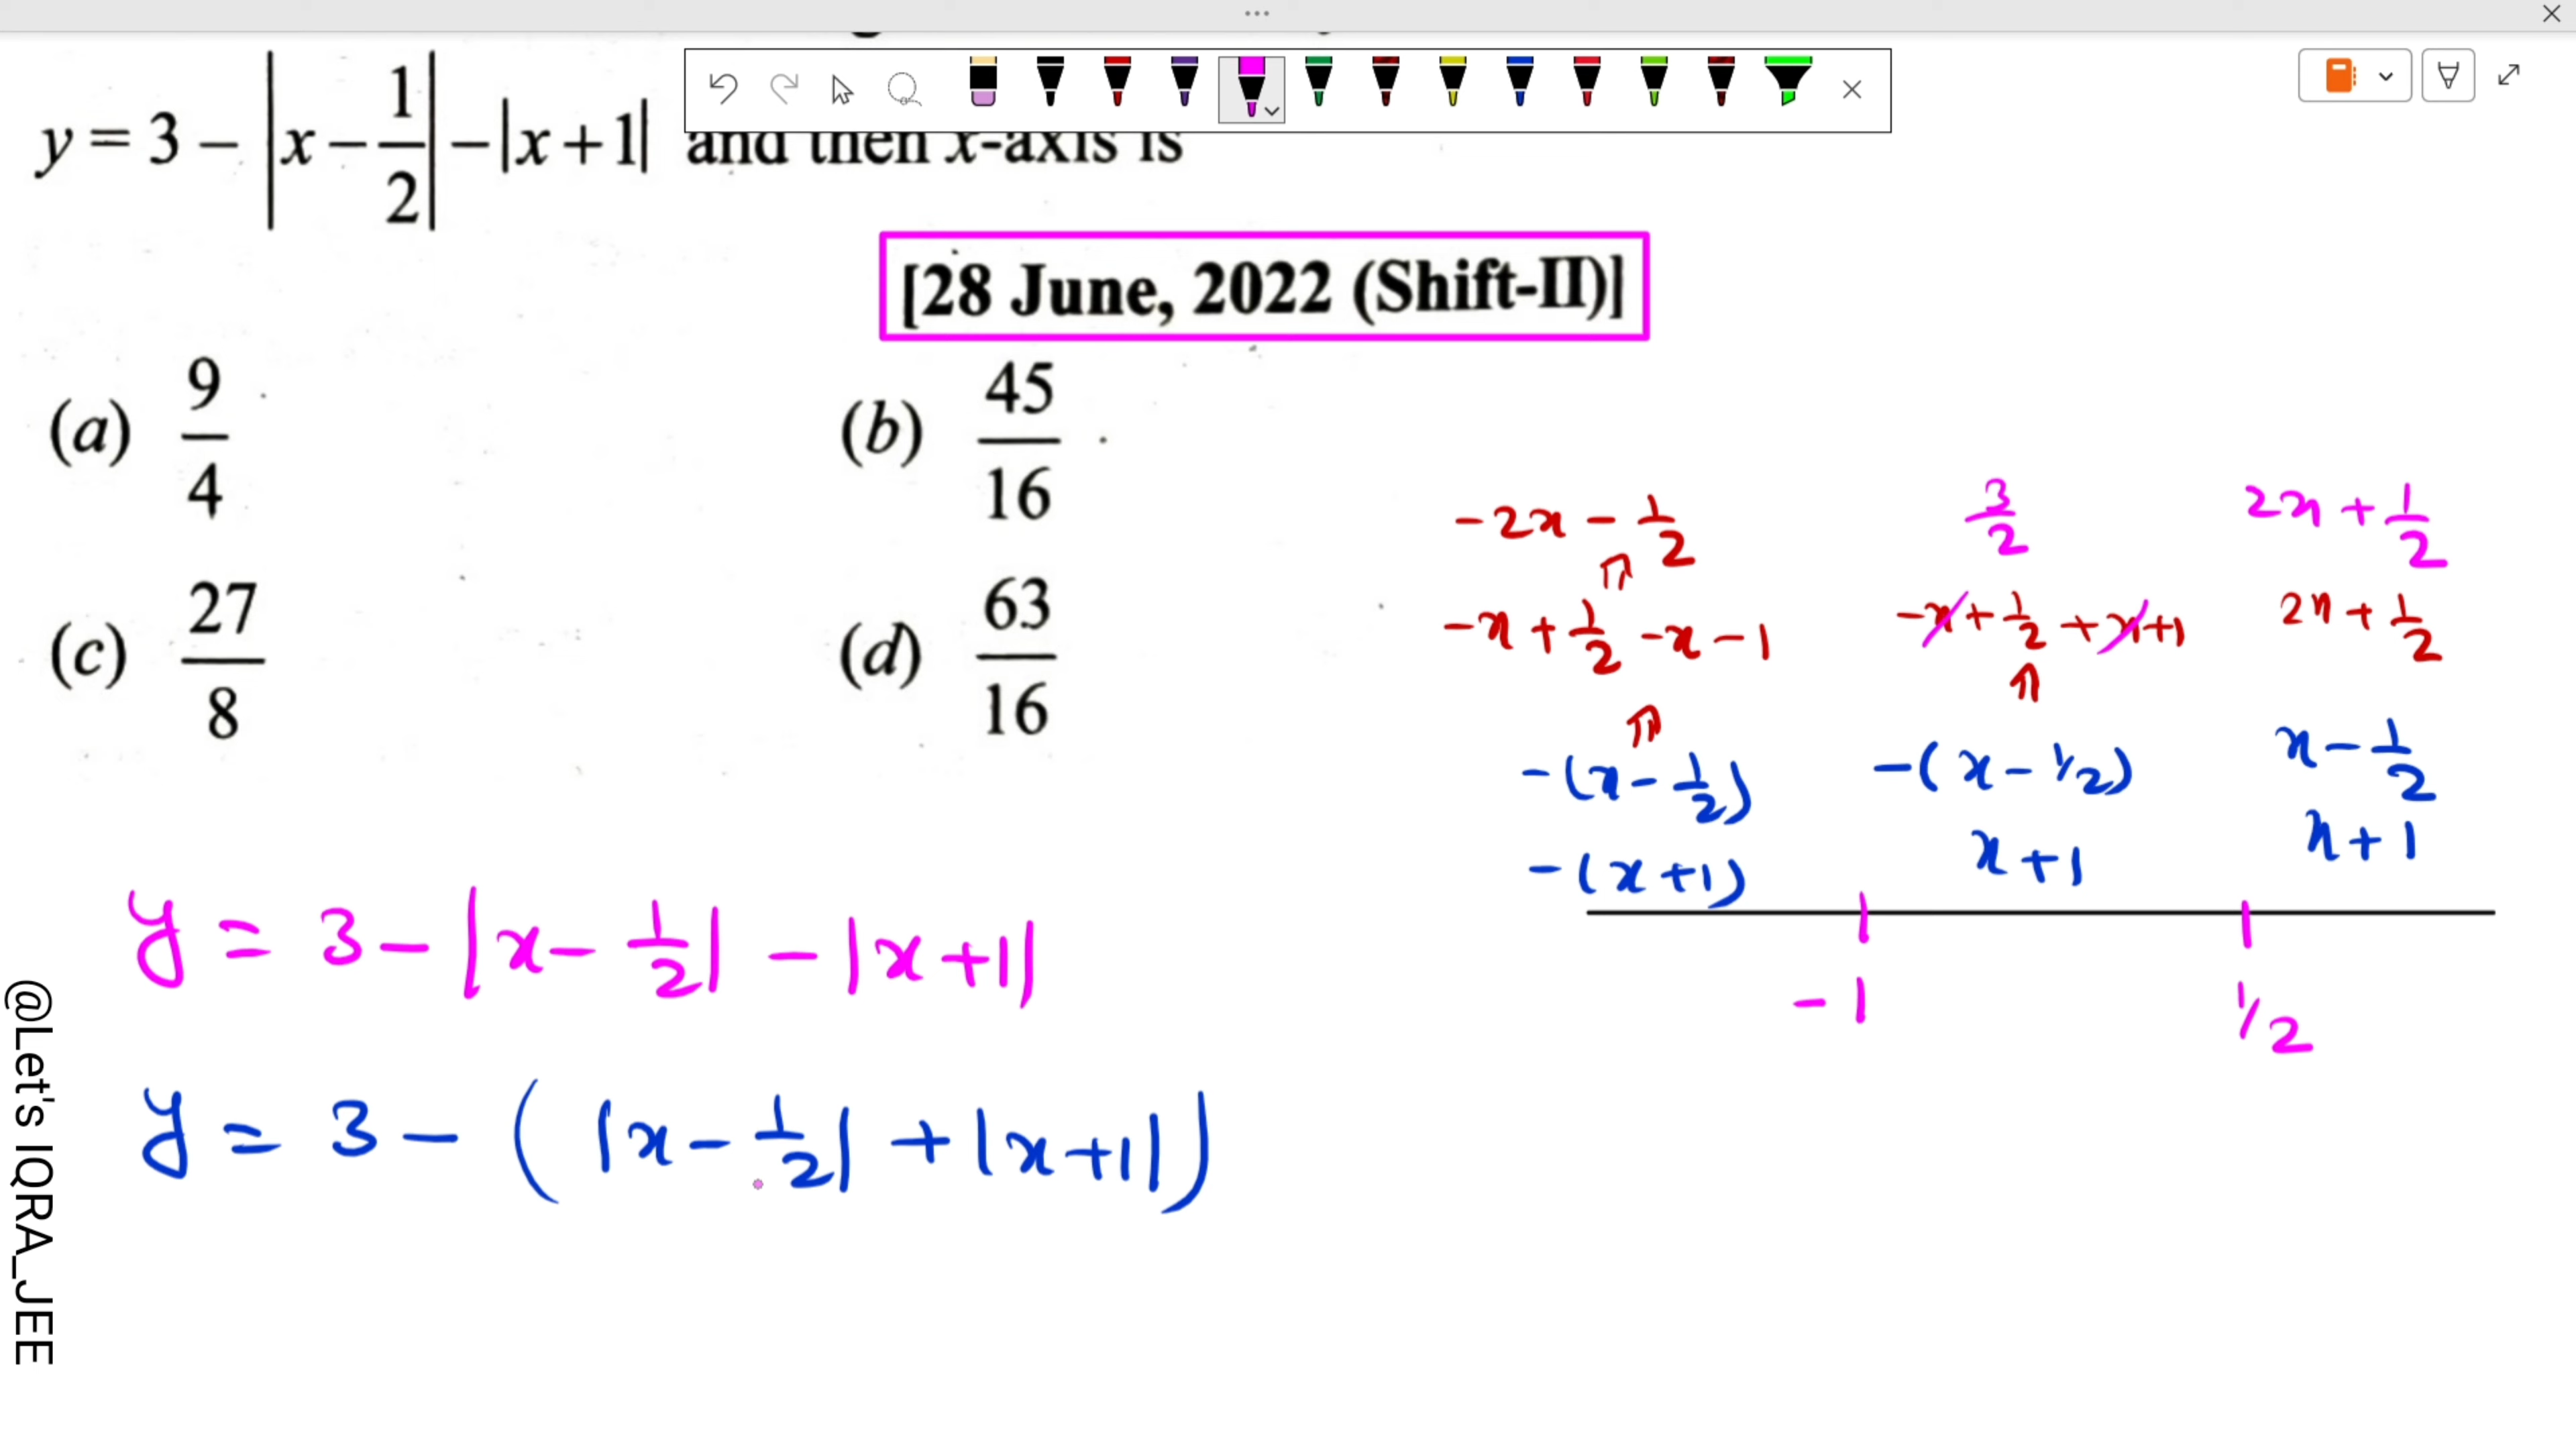 y = 3 − |x − 1/2| − |x + 1| and then x-axis is
[28 June, 2022 (Shift-II)]
(a) 9/4
(b) 45/16
(c) 27/8
(d) 63/16
-2x - 1/2
3/2
2x + 1/2
-x + 1/2 - x - 1
-x + 1/2 + x + 1
2x + 1/2
-(x - 1/2)
-(x - 1/2)
x - 1/2
-(x + 1)
x + 1
x + 1
-1
1/2
y = 3 - |x - 1/2| - |x + 1|
y = 3 - (|x - 1/2| + |x + 1|)
@Let's IQRA_JEE